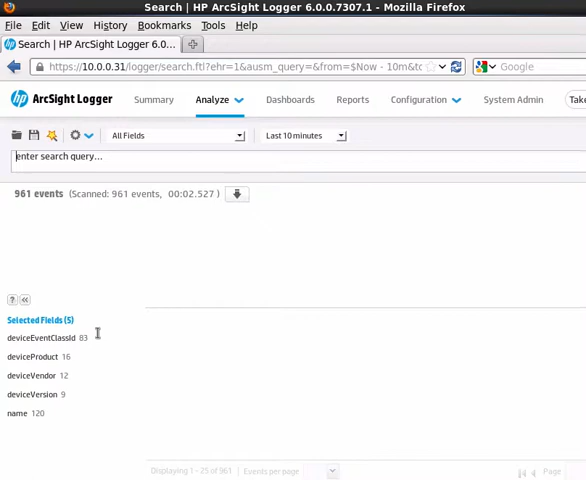 Search | HP ArcSight Logger 6.0.0.7307.1 - Mozilla Firefox
File Edit View History Bookmarks Tools Help
Search | HP ArcSight Logger 6.0....
https://10.0.0.31/logger/search.ftl?ehr=1&ausm_query=&from=$Now - 10m&to
Google
hp ArcSight Logger Summary Analyze Dashboards Reports Configuration System Admin Take
All Fields Last 10 minutes
enter search query...
961 events (Scanned: 961 events, 00:02.527 )
? «
Selected Fields (5)
deviceEventClassId 83
deviceProduct 16
deviceVendor 12
deviceVersion 9
name 120
Displaying 1 - 25 of 961 | Events per page Page